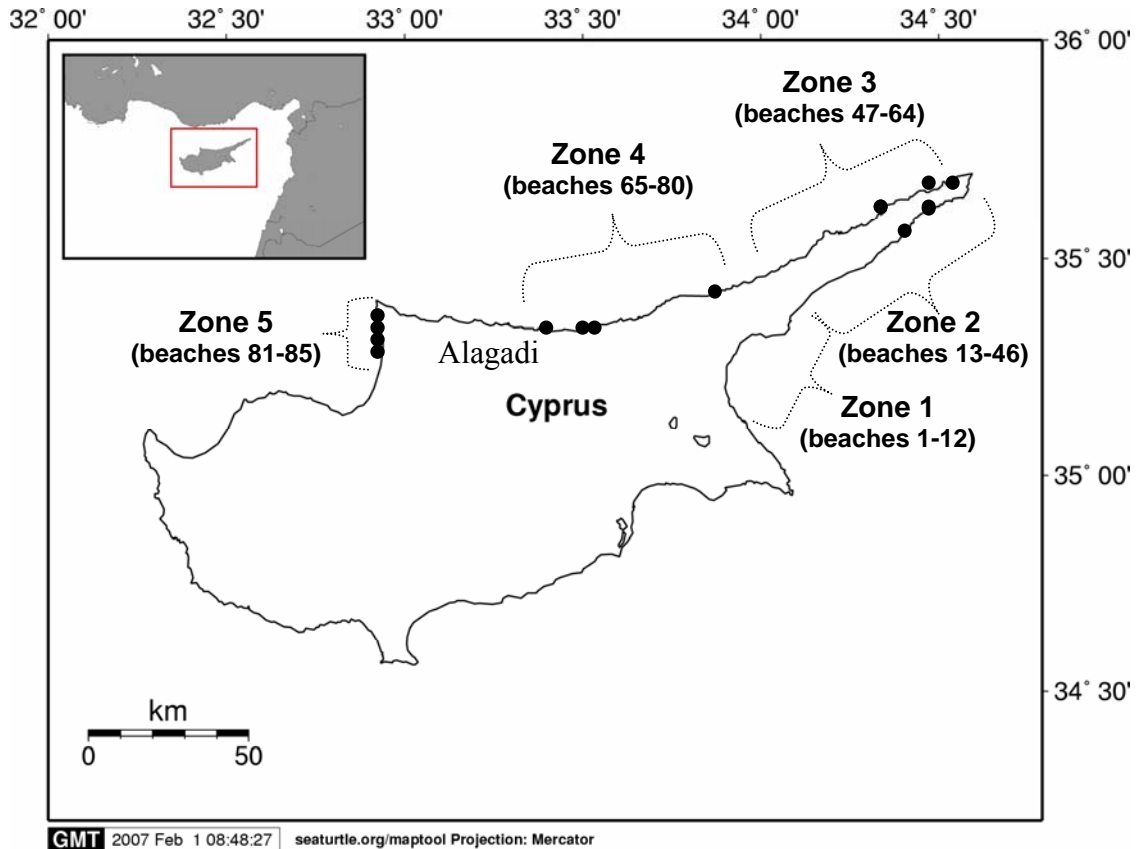 32˚ 00'
32˚ 30'
33˚ 00'
33˚ 30'
34˚ 00'
34˚ 30'
36˚ 00'
Zone 3
(beaches 47-64)
Zone 4
(beaches 65-80)
35˚ 30'
Zone 5
(beaches 81-85)
Zone 2
(beaches 13-46)
Alagadi
Cyprus
Zone 1
(beaches 1-12)
35˚ 00'
34˚ 30'
km
0 50
GMT 2007 Feb 1 08:48:27 seaturtle.org/maptool Projection: Mercator